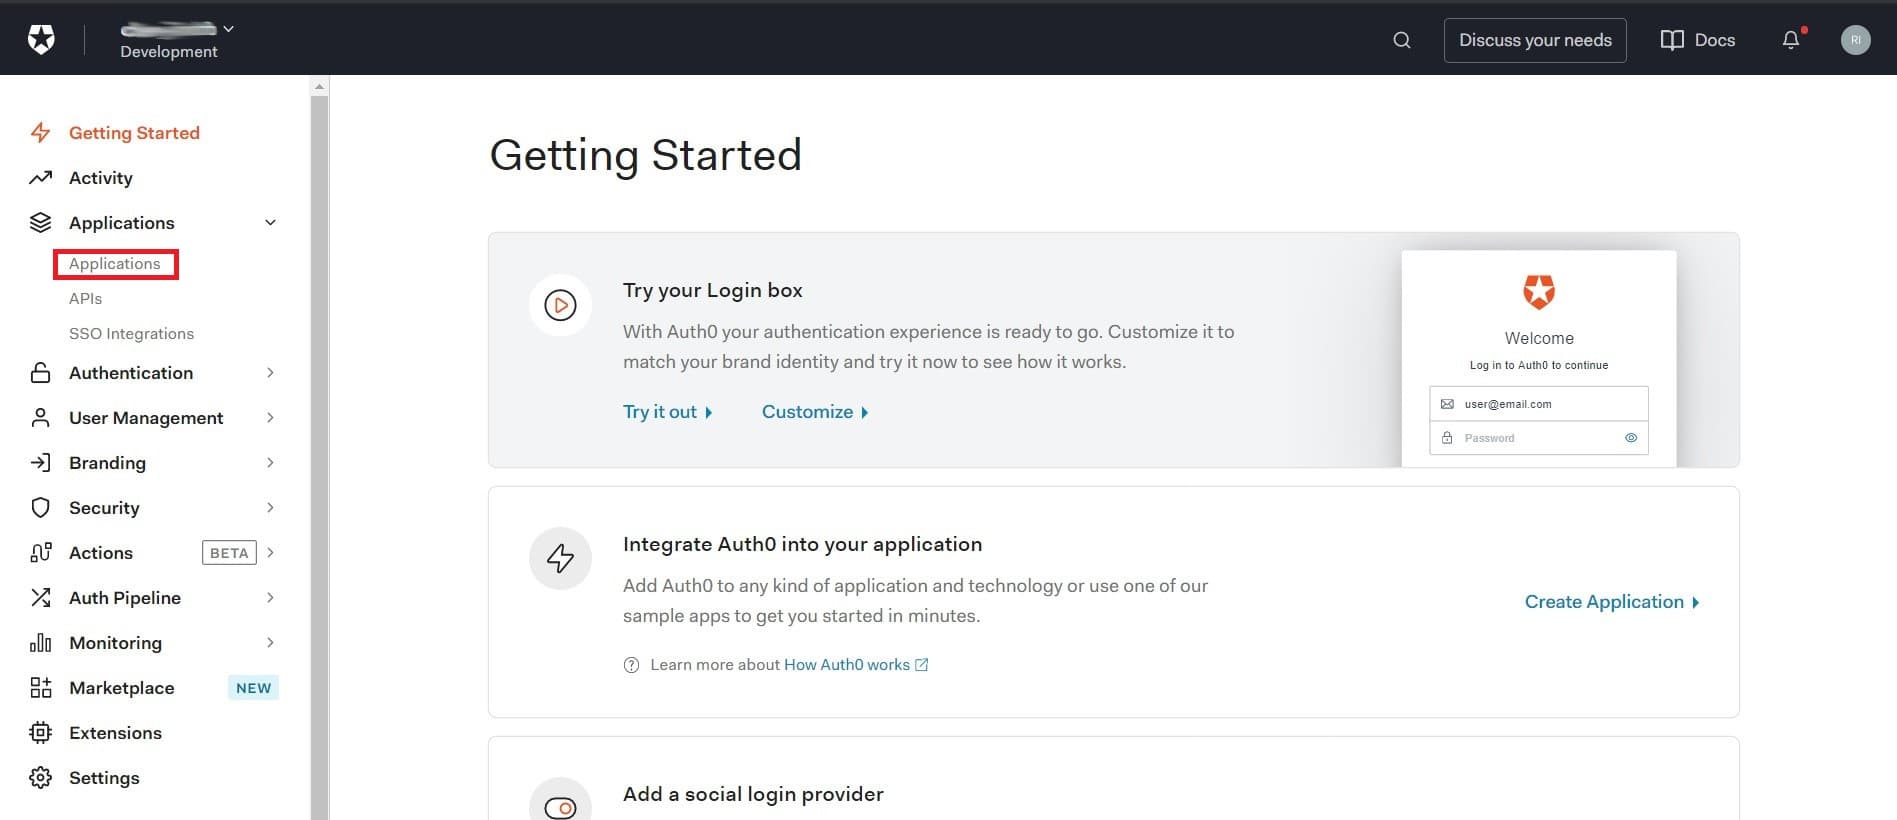 Development
Discuss your needs
Docs
RI
Getting Started
Activity
Applications
Applications
APIs
SSO Integrations
Authentication
User Management
Branding
Security
Actions BETA
Auth Pipeline
Monitoring
Marketplace NEW
Extensions
Settings
Getting Started
Try your Login box
With Auth0 your authentication experience is ready to go. Customize it to
match your brand identity and try it now to see how it works.
Try it out Customize
Welcome
Log in to Auth0 to continue
user@email.com
Password
Integrate Auth0 into your application
Add Auth0 to any kind of application and technology or use one of our
sample apps to get you started in minutes.
Learn more about How Auth0 works
Create Application
Add a social login provider